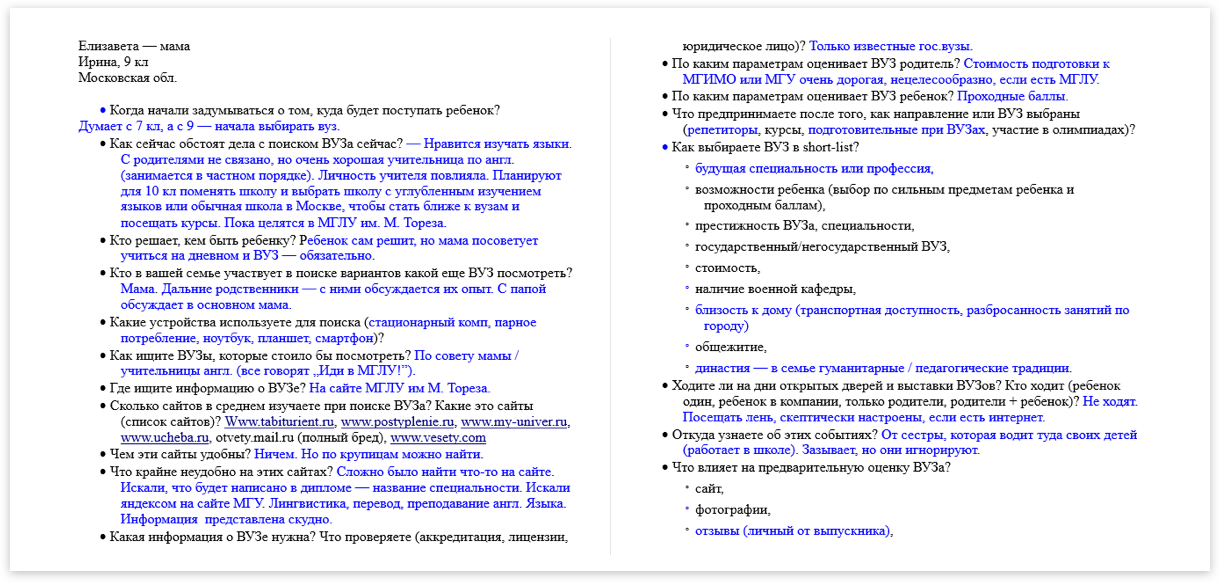 Елизавета — мама
Ирина, 9 кл
Московская обл.
• Когда начали задумываться о том, куда будет поступать ребенок?
Думает с 7 кл, а с 9 — начала выбирать вуз.
• Как сейчас обстоят дела с поиском ВУЗа сейчас? — Нравится изучать языки.
С родителями не связано, но очень хорошая учительница по англ.
(занимается в частном порядке). Личность учителя повлияла. Планируют
для 10 кл поменять школу и выбрать школу с углубленным изучением
языков или обычная школа в Москве, чтобы стать ближе к вузам и
посещать курсы. Пока целятся в МГЛУ им. М. Тореза.
• Кто решает, кем быть ребенку? Ребенок сам решит, но мама посоветует
учиться на дневном и ВУЗ — обязательно.
• Кто в вашей семье участвует в поиске вариантов какой еще ВУЗ посмотреть?
Мама. Дальние родственники — с ними обсуждается их опыт. С папой
обсуждает в основном мама.
• Какие устройства используете для поиска (стационарный комп, парное
потребление, ноутбук, планшет, смартфон)?
• Как ищите ВУЗы, которые стоило бы посмотреть? По совету мамы /
учительницы англ. (все говорят „Иди в МГЛУ!”).
• Где ищите информацию о ВУЗе? На сайте МГЛУ им М. Тореза.
• Сколько сайтов в среднем изучаете при поиске ВУЗа? Какие это сайты
(список сайтов)? Www.tabiturient.ru, www.postyplenie.ru, www.my-univer.ru,
www.ucheba.ru, otvety.mail.ru (полный бред), www.vesety.com
• Чем эти сайты удобны? Ничем. Но по крупицам можно найти.
• Что крайне неудобно на этих сайтах? Сложно было найти что-то на сайте.
Искали, что будет написано в дипломе — название специальности. Искали
яндексом на сайте МГУ. Лингвистика, перевод, преподавание англ. Языка.
Информация представлена скудно.
• Какая информация о ВУЗе нужна? Что проверяете (аккредитация, лицензии,
юридическое лицо)? Только известные гос.вузы.
• По каким параметрам оценивает ВУЗ родитель? Стоимость подготовки к
МГИМО или МГУ очень дорогая, нецелесообразно, если есть МГЛУ.
• По каким параметрам оценивает ВУЗ ребенок? Проходные баллы.
• Что предпринимаете после того, как направление или ВУЗ выбраны
(репетиторы, курсы, подготовительные при ВУЗах, участие в олимпиадах)?
• Как выбираете ВУЗ в short-list?
◦ будущая специальность или профессия,
◦ возможности ребенка (выбор по сильным предметам ребенка и
проходным баллам),
◦ престижность ВУЗа, специальности,
◦ государственный/негосударственный ВУЗ,
◦ стоимость,
◦ наличие военной кафедры,
◦ близость к дому (транспортная доступность, разбросанность занятий по
городу)
◦ общежитие,
◦ династия — в семье гуманитарные / педагогические традиции.
• Ходите ли на дни открытых дверей и выставки ВУЗов? Кто ходит (ребенок
один, ребенок в компании, только родители, родители + ребенок)? Не ходят.
Посещать лень, скептически настроены, если есть интернет.
• Откуда узнаете об этих событиях? От сестры, которая водит туда своих детей
(работает в школе). Зазывает, но они игнорируют.
• Что влияет на предварительную оценку ВУЗа?
◦ сайт,
◦ фотографии,
◦ отзывы (личный от выпускника),